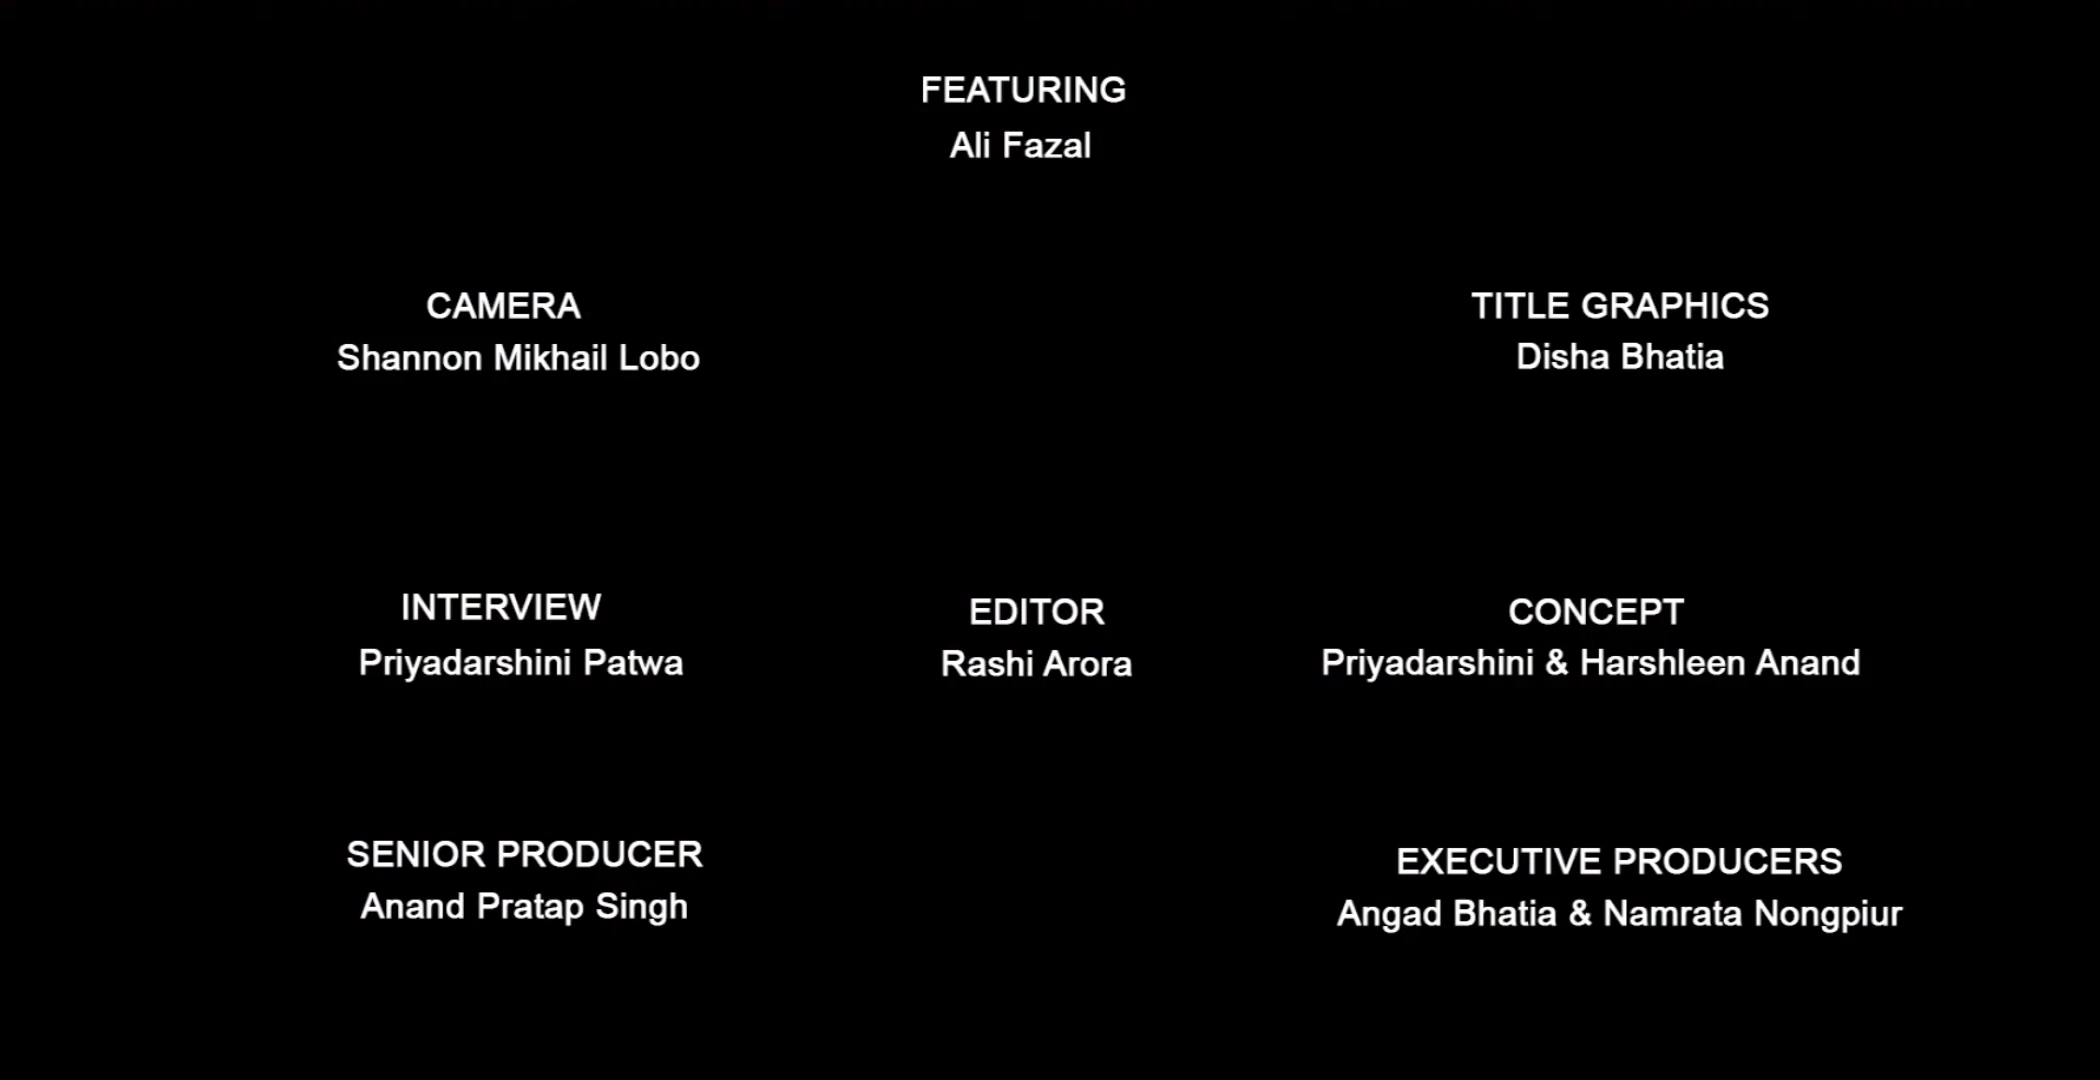 FEATURING
Ali Fazal
CAMERA
Shannon Mikhail Lobo
TITLE GRAPHICS
Disha Bhatia
INTERVIEW
Priyadarshini Patwa
EDITOR
Rashi Arora
CONCEPT
Priyadarshini & Harshleen Anand
SENIOR PRODUCER
Anand Pratap Singh
EXECUTIVE PRODUCERS
Angad Bhatia & Namrata Nongpiur